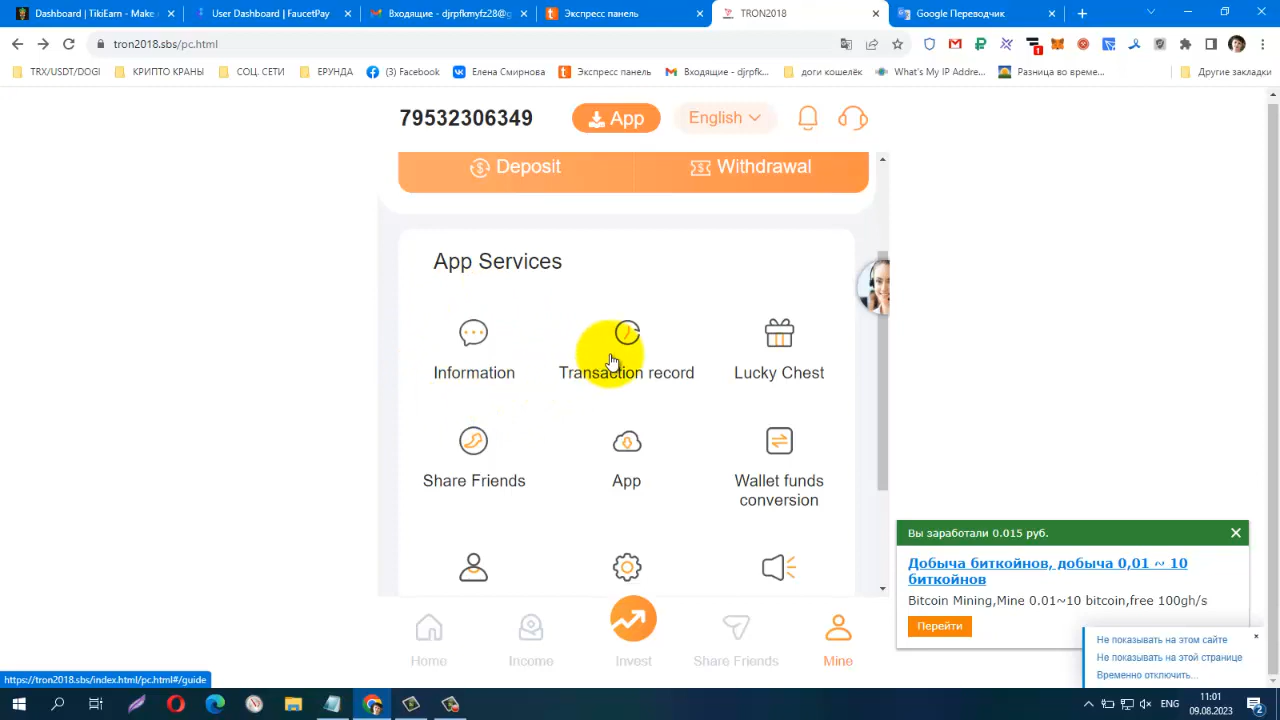 Dashboard | TikiEarn - Make
User Dashboard | FaucetPay
Входящие - djrpfkmyfz28@g
Экспресс панель
TRON2018
Google Переводчик
tron2018.sbs/pc.html
1
TRX/USDT/DOGI
КРИПТО КРАНЫ
СОЦ. СЕТИ
ЕРУНДА
(3) Facebook
Елена Смирнова
Экспресс панель
Входящие - djrpfk...
доги кошелёк
What's My IP Addre...
Разница во време...
Другие закладки
79532306349
App
English
Deposit
Withdrawal
App Services
Information
Transaction record
Lucky Chest
Share Friends
App
Wallet funds
conversion
Home
Income
Invest
Share Friends
Mine
Вы заработали 0.015 руб.
Добыча биткойнов, добыча 0,01 ~ 10
биткойнов
Bitcoin Mining,Mine 0.01~10 bitcoin,free 100gh/s
Перейти
Не показывать на этом сайте
Не показывать на этой странице
Временно отключить...
https://tron2018.sbs/index.html/pc.html#/guide
ENG
11:01
09.08.2023
2